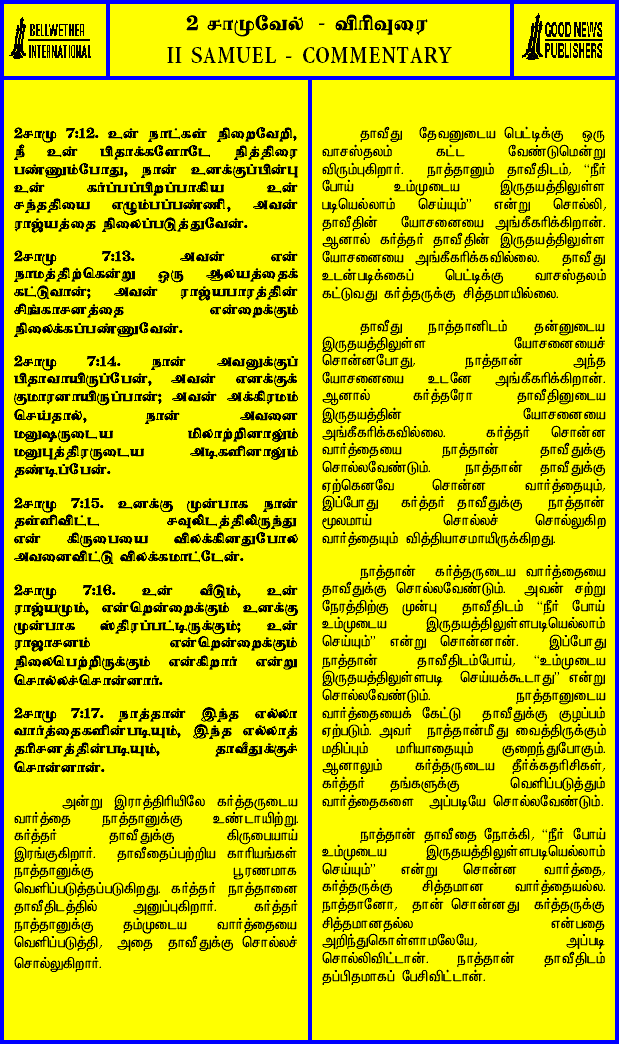 BELLWETHER
INTERNATIONAL
2 சாமுவேல் - விரிவுரை
II SAMUEL - COMMENTARY
GOOD NEWS
PUBLISHERS
2சாமு 7:12. உன் நாட்கள் நிறைவேறி,
நீ உன் பிதாக்களோடே நித்திரை
பண்ணும்போது, நான் உனக்குப்பின்பு
உன் கர்ப்பப்பிறப்பாகிய உன்
சந்ததியை எழும்பப்பண்ணி, அவன்
ராஜ்யத்தை நிலைப்படுத்துவேன்.
2சாமு 7:13. அவன் என்
நாமத்திற்கென்று ஒரு ஆலயத்தைக்
கட்டுவான்; அவன் ராஜ்யபாரத்தின்
சிங்காசனத்தை என்றைக்கும்
நிலைக்கப்பண்ணுவேன்.
2சாமு 7:14. நான் அவனுக்குப்
பிதாவாயிருப்பேன், அவன் எனக்குக்
குமாரனாயிருப்பான்; அவன் அக்கிரமம்
செய்தால், நான் அவனை
மனுஷருடைய மிலாற்றினாலும்
மனுபுத்திரருடைய அடிகளினாலும்
தண்டிப்பேன்.
2சாமு 7:15. உனக்கு முன்பாக நான்
தள்ளிவிட்ட சவுலிடத்திலிருந்து
என் கிருபையை விலக்கினதுபோல
அவனைவிட்டு விலக்கமாட்டேன்.
2சாமு 7:16. உன் வீடும், உன்
ராஜ்யமும், என்றென்றைக்கும் உனக்கு
முன்பாக ஸ்திரப்பட்டிருக்கும்; உன்
ராஜாசனம் என்றென்றைக்கும்
நிலைபெற்றிருக்கும் என்கிறார் என்று
சொல்லச்சொன்னார்.
2சாமு 7:17. நாத்தான் இந்த எல்லா
வார்த்தைகளின்படியும், இந்த எல்லாத்
தரிசனத்தின்படியும், தாவீதுக்குச்
சொன்னான்.
அன்று இராத்திரியிலே கர்த்தருடைய
வார்த்தை நாத்தானுக்கு உண்டாயிற்று.
கர்த்தர் தாவீதுக்கு கிருபையாய்
இரங்குகிறார். தாவீதைப்பற்றிய காரியங்கள்
நாத்தானுக்கு பூரணமாக
வெளிப்படுத்தப்படுகிறது. கர்த்தர் நாத்தானை
தாவீதிடத்தில் அனுப்புகிறார். கர்த்தர்
நாத்தானுக்கு தம்முடைய வார்த்தையை
வெளிப்படுத்தி, அதை தாவீதுக்கு சொல்லச்
சொல்லுகிறார்.
தாவீது தேவனுடைய பெட்டிக்கு ஒரு
வாசஸ்தலம் கட்ட வேண்டுமென்று
விரும்புகிறார். நாத்தானும் தாவீதிடம், “நீர்
போய் உம்முடைய இருதயத்திலுள்ள
படியெல்லாம் செய்யும்” என்று சொல்லி,
தாவீதின் யோசனையை அங்கீகரிக்கிறான்.
ஆனால் கர்த்தர் தாவீதின் இருதயத்திலுள்ள
யோசனையை அங்கீகரிக்கவில்லை. தாவீது
உடன்படிக்கைப் பெட்டிக்கு வாசஸ்தலம்
கட்டுவது கர்த்தருக்கு சித்தமாயில்லை.
தாவீது நாத்தானிடம் தன்னுடைய
இருதயத்திலுள்ள யோசனையைச்
சொன்னபோது, நாத்தான் அந்த
யோசனையை உடனே அங்கீகரிக்கிறான்.
ஆனால் கர்த்தரோ தாவீதினுடைய
இருதயத்தின் யோசனையை
அங்கீகரிக்கவில்லை. கர்த்தர் சொன்ன
வார்த்தையை நாத்தான் தாவீதுக்கு
சொல்லவேண்டும். நாத்தான் தாவீதுக்கு
ஏற்கெனவே சொன்ன வார்த்தையும்,
இப்போது கர்த்தர் தாவீதுக்கு நாத்தான்
மூலமாய் சொல்லச் சொல்லுகிற
வார்த்தையும் வித்தியாசமாயிருக்கிறது.
நாத்தான் கர்த்தருடைய வார்த்தையை
தாவீதுக்கு சொல்லவேண்டும். அவன் சற்று
நேரத்திற்கு முன்பு தாவீதிடம் “நீர் போய்
உம்முடைய இருதயத்திலுள்ளபடியெல்லாம்
செய்யும்” என்று சொன்னான். இப்போது
நாத்தான் தாவீதிடம்போய், “உம்முடைய
இருதயத்திலுள்ளபடி செய்யக்கூடாது” என்று
சொல்லவேண்டும். நாத்தானுடைய
வார்த்தையைக் கேட்டு தாவீதுக்கு குழப்பம்
ஏற்படும். அவர் நாத்தான்மீது வைத்திருக்கும்
மதிப்பும் மரியாதையும் குறைந்துபோகும்.
ஆனாலும் கர்த்தருடைய தீர்க்கதரிசிகள்,
கர்த்தர் தங்களுக்கு வெளிப்படுத்தும்
வார்த்தைகளை அப்படியே சொல்லவேண்டும்.
நாத்தான் தாவீதை நோக்கி, “நீர் போய்
உம்முடைய இருதயத்திலுள்ளபடியெல்லாம்
செய்யும்” என்று சொன்ன வார்த்தை,
கர்த்தருக்கு சித்தமான வார்த்தையல்ல.
நாத்தானோ, தான் சொன்னது கர்த்தருக்கு
சித்தமானதல்ல என்பதை
அறிந்துகொள்ளாமலேயே, அப்படி
சொல்லிவிட்டான். நாத்தான் தாவீதிடம்
தப்பிதமாகப் பேசிவிட்டான்.